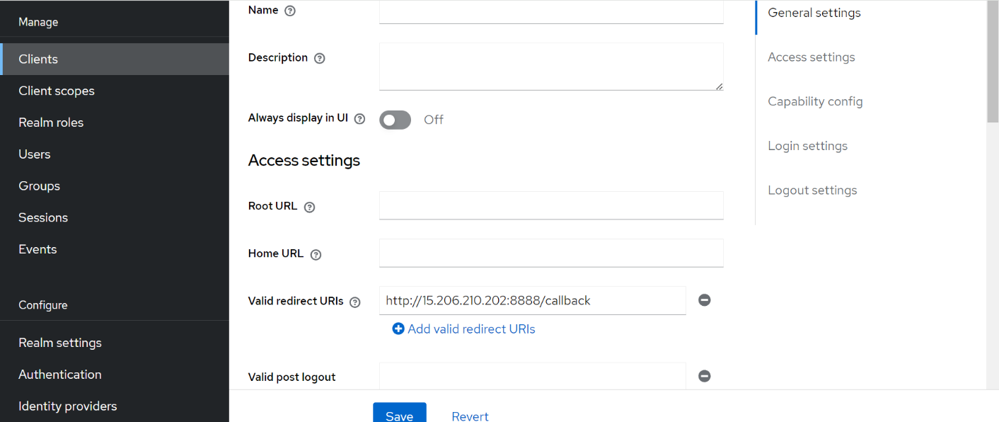 Manage
Clients
Client scopes
Realm roles
Users
Groups
Sessions
Events
Configure
Realm settings
Authentication
Identity providers
Name
Description
Always display in UI
Off
Access settings
Root URL
Home URL
Valid redirect URIs
http://15.206.210.202:8888/callback
Add valid redirect URIs
Valid post logout
Save
Revert
General settings
Access settings
Capability config
Login settings
Logout settings